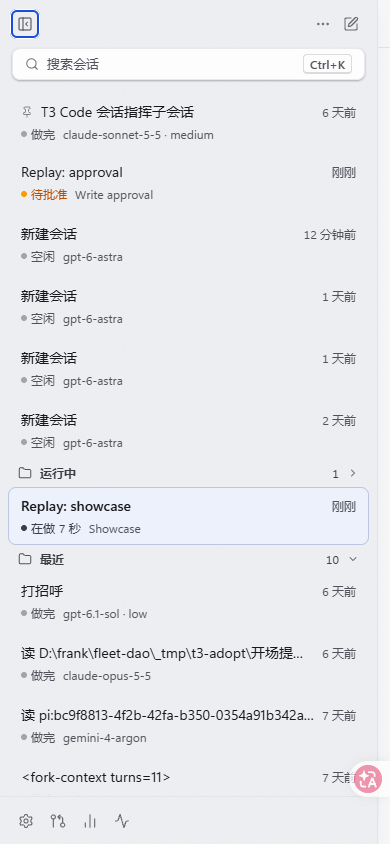 搜索会话 Ctrl+K
T3 Code 会话指挥子会话 6 天前
做完 claude-sonnet-5-5 · medium
Replay: approval 刚刚
待批准 Write approval
新建会话 12 分钟前
空闲 gpt-6-astra
新建会话 1 天前
空闲 gpt-6-astra
新建会话 1 天前
空闲 gpt-6-astra
新建会话 2 天前
空闲 gpt-6-astra
运行中 1
Replay: showcase 刚刚
在做 7 秒 Showcase
最近 10
打招呼 6 天前
做完 gpt-6.1-sol · low
读 D:\frank\fleet-dao\_tmp\t3-adopt\开场提... 6 天前
做完 claude-opus-5-5
读 pi:bc9f8813-4f2b-42fa-b350-0354a91b342a... 7 天前
做完 gemini-4-argon
<fork-context turns=11> 7 天前